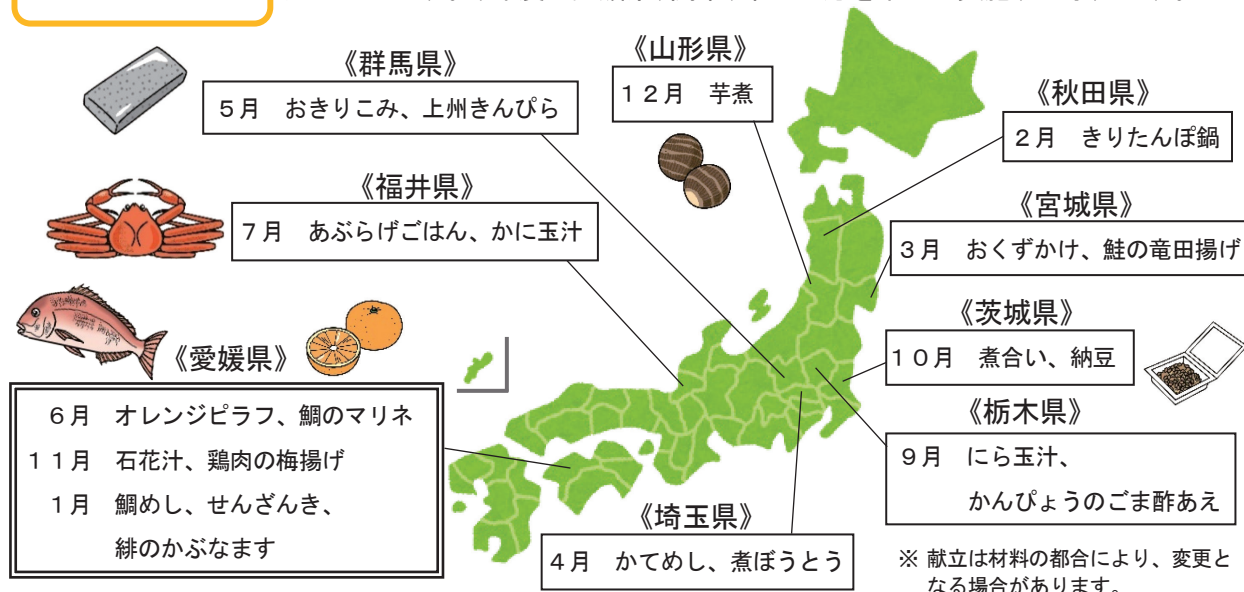 《群馬県》
５月　おきりこみ、上州きんぴら
《山形県》
１２月　芋煮
《秋田県》
２月　きりたんぽ鍋
《福井県》
７月　あぶらげごはん、かに玉汁
《宮城県》
３月　おくずかけ、鮭の竜田揚げ
《愛媛県》
６月　オレンジピラフ、鯛のマリネ
１１月　石花汁、鶏肉の梅揚げ
１月　鯛めし、せんざんき、
緋のかぶなます
《茨城県》
１０月　煮合い、納豆
《栃木県》
９月　にら玉汁、
かんぴょうのごま酢あえ
《埼玉県》
４月　かてめし、煮ぼうとう
※ 献立は材料の都合により、変更と
なる場合があります。